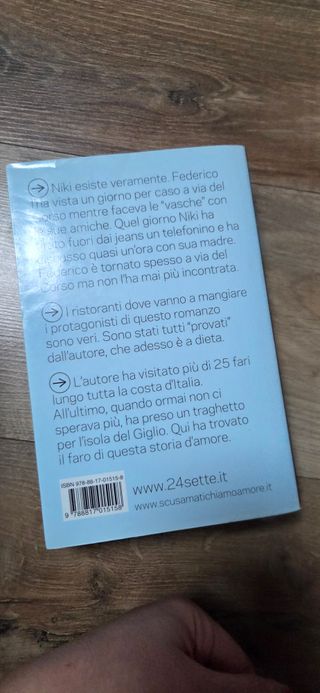 Niki esiste veramente. Federico
l'ha vista un giorno per caso a via del
Corso mentre faceva le "vasche" con
le sue amiche. Quel giorno Niki ha
tirato fuori dai jeans un telefonino e ha
discusso quasi un'ora con sua madre.
Federico è tornato spesso a via del
Corso ma non l'ha mai più incontrata.
I ristoranti dove vanno a mangiare
i protagonisti di questo romanzo
sono veri. Sono stati tutti "provati"
dall'autore, che adesso è a dieta.
L'autore ha visitato più di 25 fari
lungo tutta la costa d'Italia.
All'ultimo, quando ormai non ci
sperava più, ha preso un traghetto
per l'isola del Giglio. Qui ha trovato
il faro di questa storia d'amore.
ISBN 978-88-17-01515-8
9 788817 015158
www.24sette.it
www.scusamatichiamoamore.it